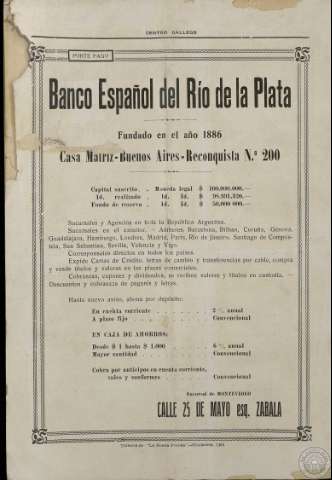 CENTRO GALLEGO
PORTE PAGO
Banco Español del Río de la Plata
Fundado en el año 1886
Casa Matriz-Buenos Aires-Reconquista N.º 200
Capital suscrito . . Moneda legal $ 100.000.000.—
Id. realizado . Id. Id. $
Fondo de reserva . Id. Id. $ 50.000.000.—
Sucursales y Agencias en toda la República Argentina.
Sucursales en el exterior. — Amberes, Barcelona, Bilbao, Coruña, Genova,
Guadalajara, Hamburgo, Londres, Madrid, París, Río de Janeiro, Santiago de Compos-
tela, San Sebastián, Sevilla, Valencia y Vigo.
Corresponsales directos en todos los países.
Expide Cartas de Crédito, letras de cambio y transferencias por cable, compra
y vende títulos y valores en las plazas comerciales.
Cobranzas, cupones y dividendos, se reciben valores y títulos en custodia. —
Descuentos y cobranzas de pagarés y letras.
Hasta nuevo aviso, abona por depósito:
En cuenta corriente . . . . 2 % anual
A plazo fijo . . . . Convencional
EN CAJA DE AHORROS:
Desde $ 1 hasta $ 1.000 . . . . 6 % anual
Mayor cantidad . . . . Convencional
Cobra por anticipos en cuenta corriente,
vales y conformes . . . . Convencional
Sucursal de MONTEVIDEO
CALLE 25 DE MAYO esq. ZABALA